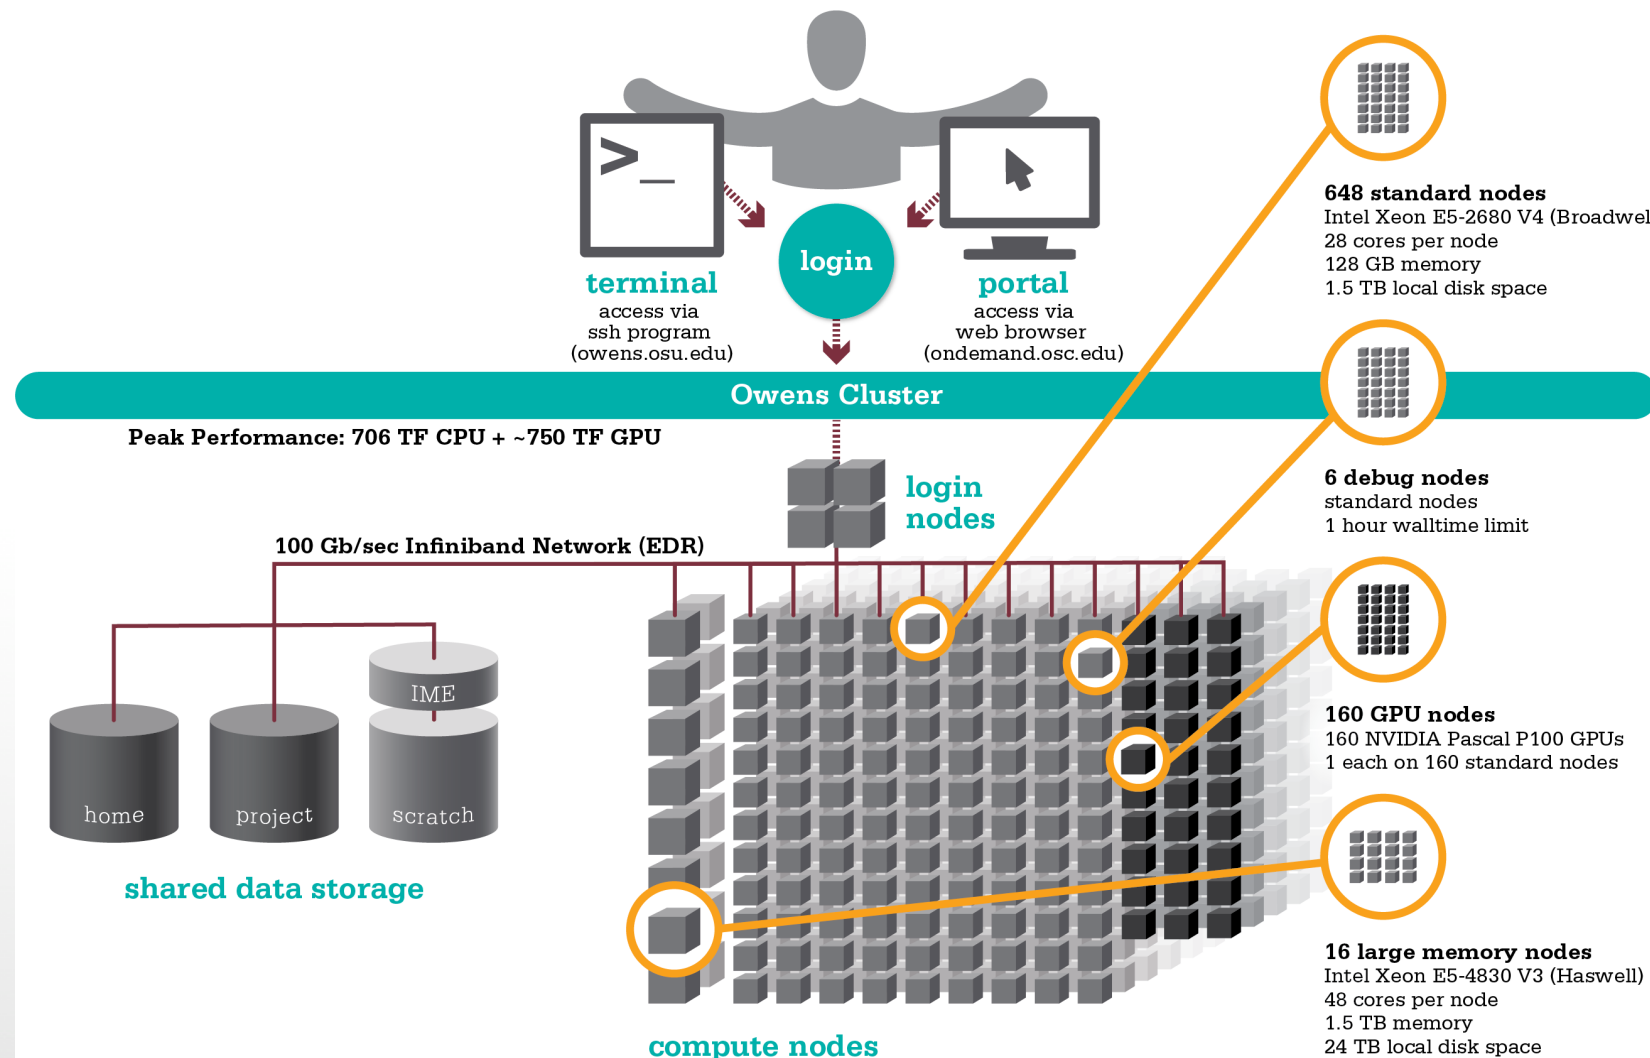 >_
login
terminal
access via
ssh program
(owens.osu.edu)
portal
access via
web browser
(ondemand.osc.edu)
Owens Cluster
Peak Performance: 706 TF CPU + ~750 TF GPU
login
nodes
100 Gb/sec Infiniband Network (EDR)
IME
home
project
scratch
shared data storage
compute nodes
648 standard nodes
Intel Xeon E5-2680 V4 (Broadwel
28 cores per node
128 GB memory
1.5 TB local disk space
6 debug nodes
standard nodes
1 hour walltime limit
160 GPU nodes
160 NVIDIA Pascal P100 GPUs
1 each on 160 standard nodes
16 large memory nodes
Intel Xeon E5-4830 V3 (Haswell)
48 cores per node
1.5 TB memory
24 TB local disk space